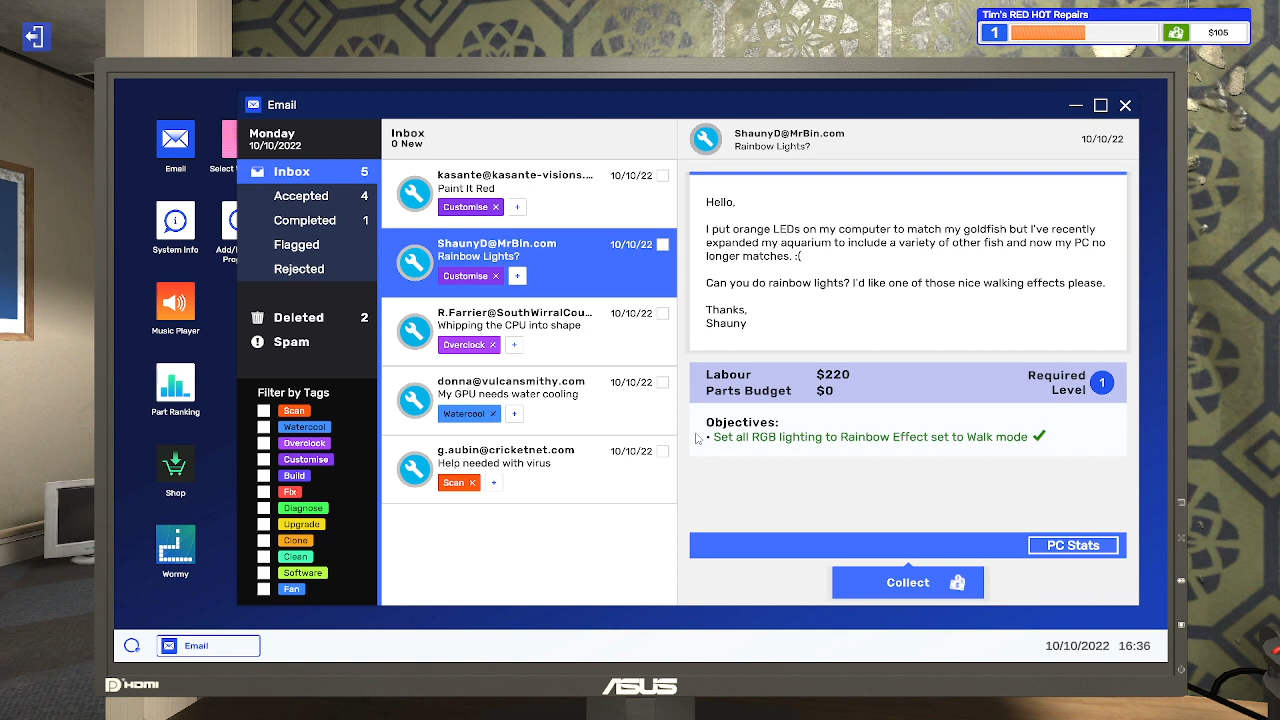 Tim's RED HOT Repairs
1
$105
Email
Monday
10/10/2022
Inbox 5
Accepted 4
Completed 1
Flagged
Rejected
Deleted 2
Spam
Filter by Tags
Scan
Watercool
Overclock
Customise
Build
Fix
Diagnose
Upgrade
Clone
Clean
Software
Fan
Email
Select
System Info
Add/
Music Player
Part Ranking
Shop
Wormy
Inbox
0 New
kasante@kasante-visions.... 10/10/22
Paint It Red
Customise × +
ShaunyD@MrBin.com 10/10/22
Rainbow Lights?
Customise × +
R.Farrier@SouthWirralCou... 10/10/22
Whipping the CPU into shape
Overclock × +
donna@vulcansmithy.com 10/10/22
My GPU needs water cooling
Watercool × +
g.aubin@cricketnet.com 10/10/22
Help needed with virus
Scan × +
ShaunyD@MrBin.com 10/10/22
Rainbow Lights?
Hello,
I put orange LEDs on my computer to match my goldfish but I've recently
expanded my aquarium to include a variety of other fish and now my PC no
longer matches. :(
Can you do rainbow lights? I'd like one of those nice walking effects please.
Thanks,
Shauny
Labour $220
Parts Budget $0
Required
Level 1
Objectives:
• Set all RGB lighting to Rainbow Effect set to Walk mode ✔
PC Stats
Collect
Email
10/10/2022 16:36
HDMI
ASUS